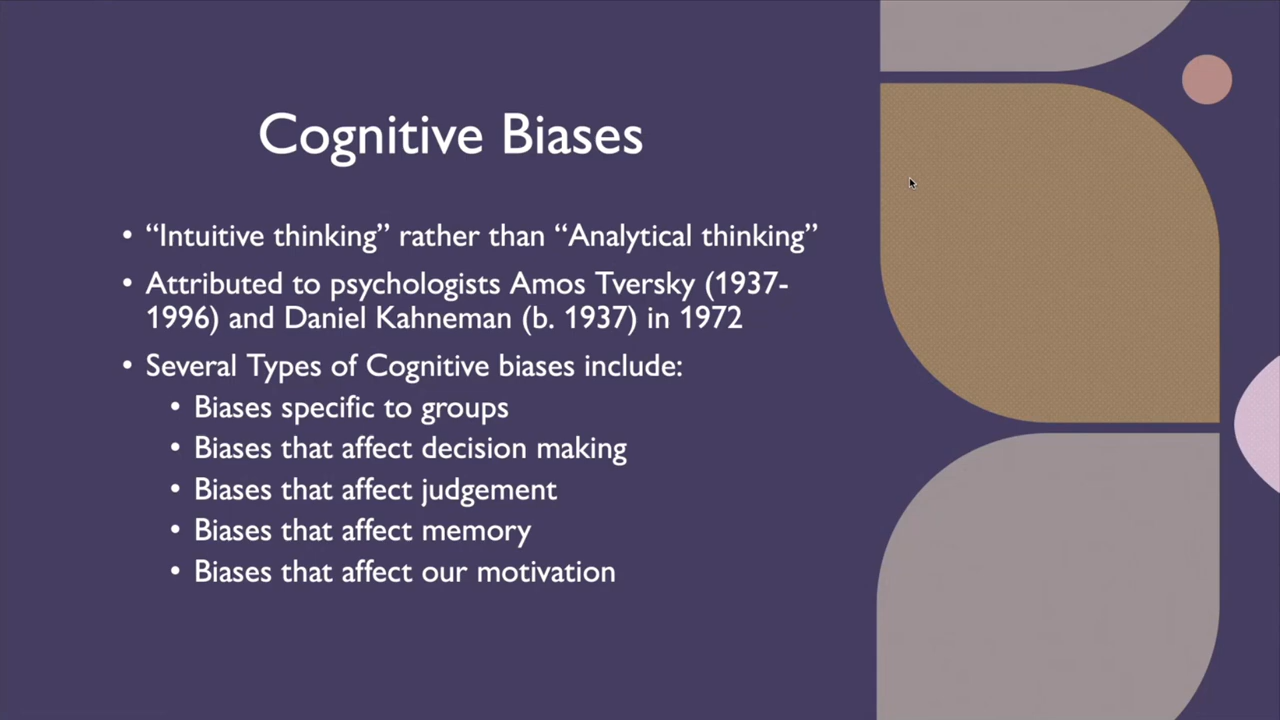 Cognitive Biases
• “Intuitive thinking” rather than “Analytical thinking”
• Attributed to psychologists Amos Tversky (1937-
1996) and Daniel Kahneman (b. 1937) in 1972
• Several Types of Cognitive biases include:
• Biases specific to groups
• Biases that affect decision making
• Biases that affect judgement
• Biases that affect memory
• Biases that affect our motivation